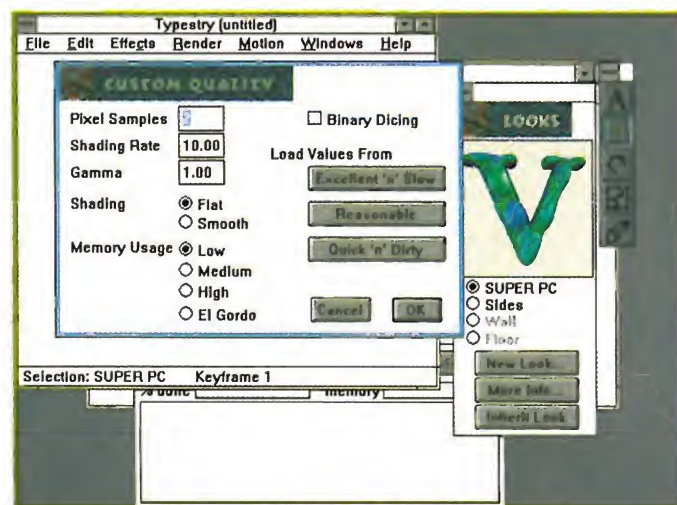 Typestry (untitled)
File Edit Effects Render Motion Windows Help
CUSTOM QUALITY
Pixel Samples
Binary Dicing
Shading Rate 10.00
Load Values From
Gamma 1.00
Excellent 'n' Slow
Shading Flat
Smooth
Reasonable
Memory Usage Low
Quick 'n' Dirty
Medium
High
El Gordo
Cancel OK
LOOKS
V
SUPER PC
Sides
Wall
Floor
New Look...
More Info...
Inherit Look
A
Selection: SUPER PC Keyframe 1
% done memory